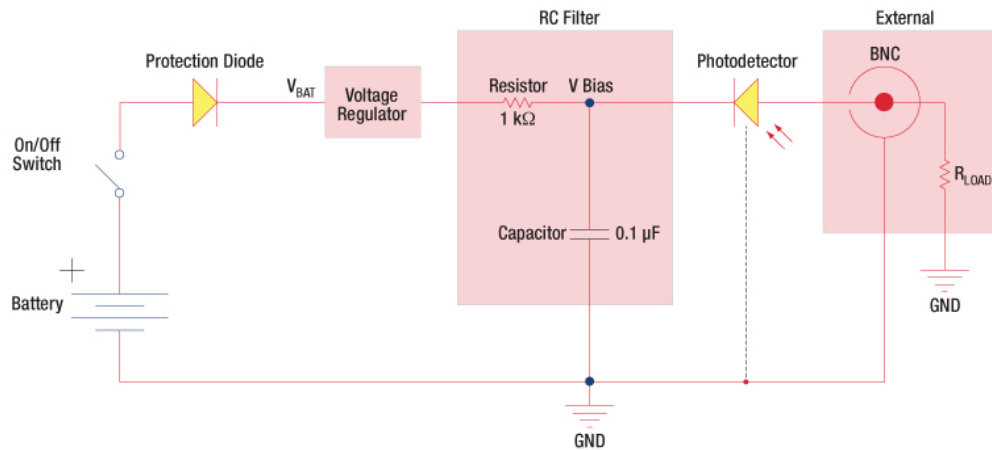 RC Filter
External
Protection Diode
V_BAT
Voltage
Regulator
Resistor
1 kΩ
V Bias
Photodetector
BNC
On/Off
Switch
R_LOAD
Capacitor
0.1 µF
+
Battery
GND
GND